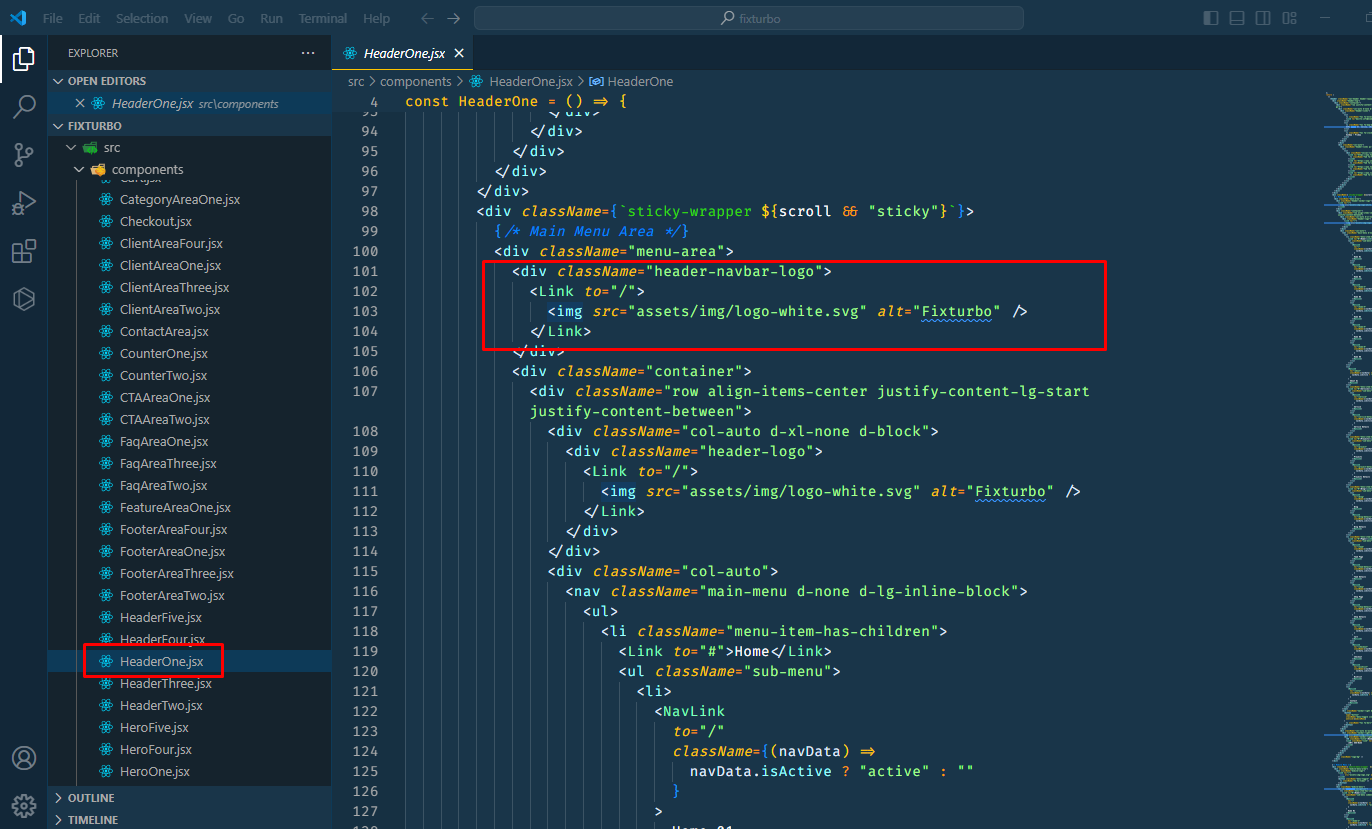 File Edit Selection View Go Run Terminal Help
fixturbo
EXPLORER
OPEN EDITORS
HeaderOne.jsx src\components
FIXTURBO
src
components
Card.jsx
CategoryAreaOne.jsx
Checkout.jsx
ClientAreaFour.jsx
ClientAreaOne.jsx
ClientAreaThree.jsx
ClientAreaTwo.jsx
ContactArea.jsx
CounterOne.jsx
CounterTwo.jsx
CTAAreaOne.jsx
CTAAreaTwo.jsx
FaqAreaOne.jsx
FaqAreaThree.jsx
FaqAreaTwo.jsx
FeatureAreaOne.jsx
FooterAreaFour.jsx
FooterAreaOne.jsx
FooterAreaThree.jsx
FooterAreaTwo.jsx
HeaderFive.jsx
HeaderFour.jsx
HeaderOne.jsx
HeaderThree.jsx
HeaderTwo.jsx
HeroFive.jsx
HeroFour.jsx
HeroOne.jsx
OUTLINE
TIMELINE
HeaderOne.jsx
src > components > HeaderOne.jsx > HeaderOne
4 const HeaderOne = () => {
93 </div>
94 </div>
95 </div>
96 </div>
97 </div>
98 <div className={`sticky-wrapper ${scroll && "sticky"}`}>
99 {/* Main Menu Area */}
100 <div className="menu-area">
101 <div className="header-navbar-logo">
102 <Link to="/">
103 <img src="assets/img/logo-white.svg" alt="Fixturbo" />
104 </Link>
105 </div>
106 <div className="container">
107 <div className="row align-items-center justify-content-lg-start
justify-content-between">
108 <div className="col-auto d-xl-none d-block">
109 <div className="header-logo">
110 <Link to="/">
111 <img src="assets/img/logo-white.svg" alt="Fixturbo" />
112 </Link>
113 </div>
114 </div>
115 <div className="col-auto">
116 <nav className="main-menu d-none d-lg-inline-block">
117 <ul>
118 <li className="menu-item-has-children">
119 <Link to="#">Home</Link>
120 <ul className="sub-menu">
121 <li>
122 <NavLink
123 to="/"
124 className={(navData) =>
125 navData.isActive ? "active" : ""
126 }
127 >
128 Home 01